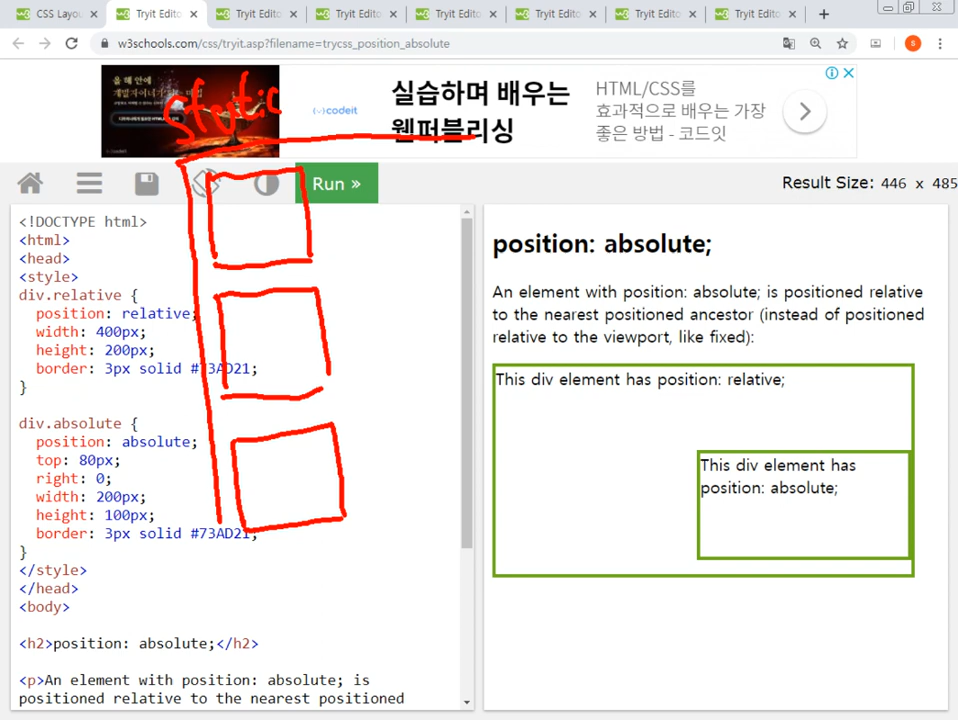 CSS Layou
Tryit Edito
Tryit Edito
Tryit Edito
Tryit Edito
Tryit Edito
Tryit Edito
Tryit Edito
w3schools.com/css/tryit.asp?filename=trycss_position_absolute
S
올 해 안에
static
codeit
실습하며 배우는
웹퍼블리싱
HTML/CSS를
효과적으로 배우는 가장
좋은 방법 - 코드잇
Run »
Result Size: 446 x 485
<!DOCTYPE html>
<html>
<head>
<style>
div.relative {
position: relative;
width: 400px;
height: 200px;
border: 3px solid #73AD21;
}
div.absolute {
position: absolute;
top: 80px;
right: 0;
width: 200px;
height: 100px;
border: 3px solid #73AD21;
}
</style>
</head>
<body>
<h2>position: absolute;</h2>
<p>An element with position: absolute; is
positioned relative to the nearest positioned
position: absolute;
An element with position: absolute; is positioned relative
to the nearest positioned ancestor (instead of positioned
relative to the viewport, like fixed):
This div element has position: relative;
This div element has
position: absolute;